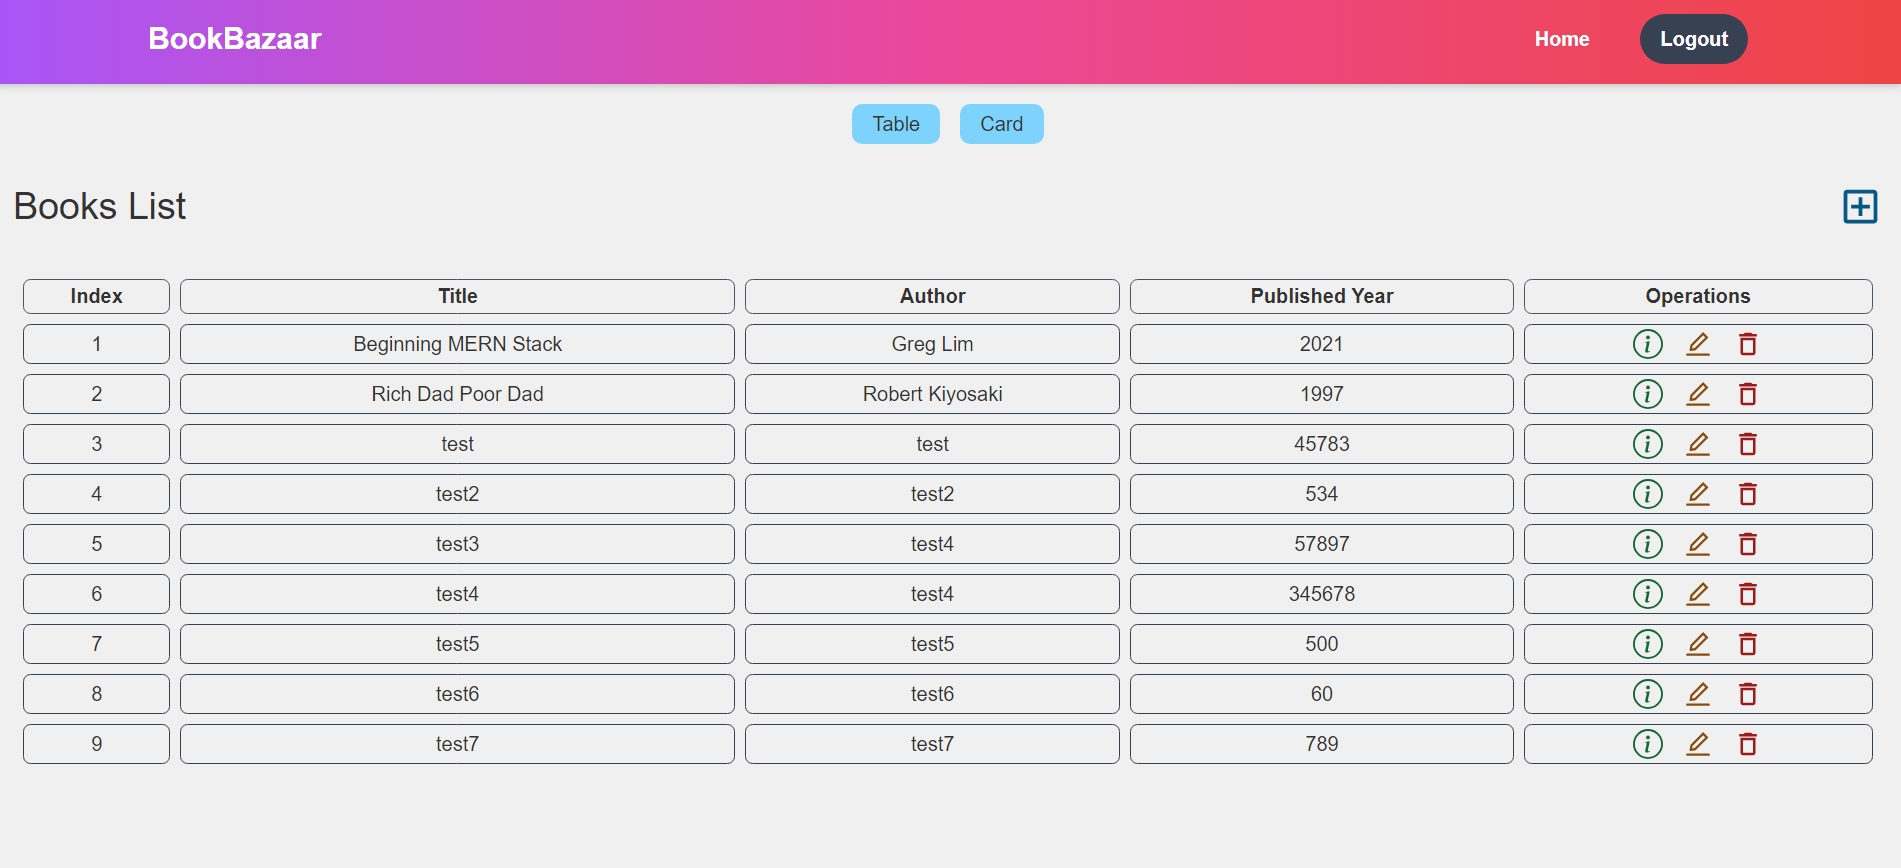 BookBazaar Home Logout
Table Card
Books List
Index Title Author Published Year Operations
1 Beginning MERN Stack Greg Lim 2021
2 Rich Dad Poor Dad Robert Kiyosaki 1997
3 test test 45783
4 test2 test2 534
5 test3 test4 57897
6 test4 test4 345678
7 test5 test5 500
8 test6 test6 60
9 test7 test7 789